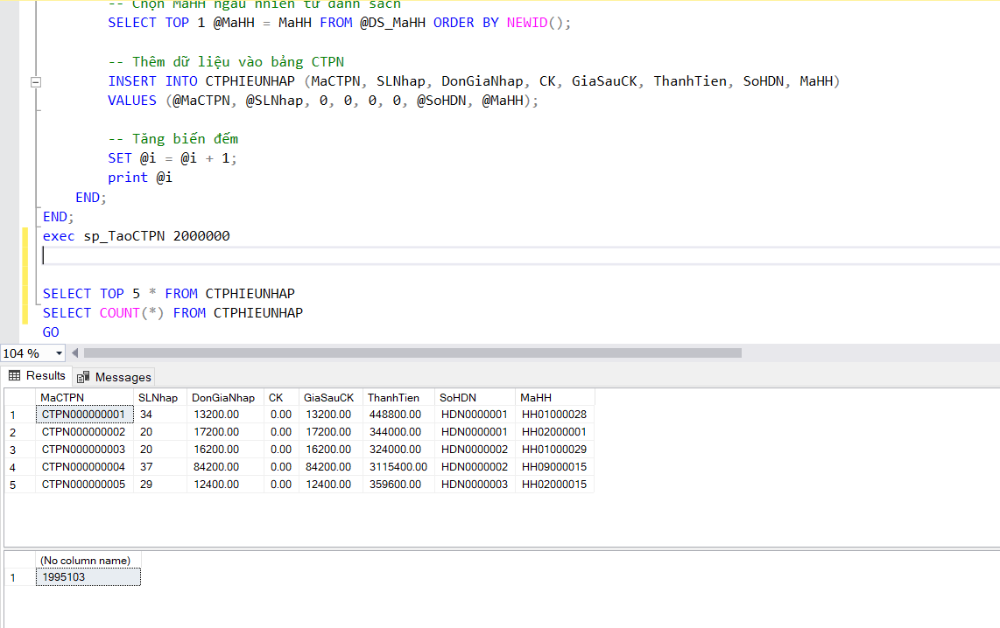 -- Chọn MaHH ngẫu nhiên từ danh sách
SELECT TOP 1 @MaHH = MaHH FROM @DS_MaHH ORDER BY NEWID();
-- Thêm dữ liệu vào bảng CTPN
INSERT INTO CTPHIEUNHAP (MaCTPN, SLNhap, DonGiaNhap, CK, GiaSauCK, ThanhTien, SoHDN, MaHH)
VALUES (@MaCTPN, @SLNhap, 0, 0, 0, 0, @SoHDN, @MaHH);
-- Tăng biến đếm
SET @i = @i + 1;
print @i
END;
END;
exec sp_TaoCTPN 2000000
SELECT TOP 5 * FROM CTPHIEUNHAP
SELECT COUNT(*) FROM CTPHIEUNHAP
GO
104 %
Results Messages
MaCTPN SLNhap DonGiaNhap CK GiaSauCK ThanhTien SoHDN MaHH
1 CTPN000000001 34 13200.00 0.00 13200.00 448800.00 HDN0000001 HH01000028
2 CTPN000000002 20 17200.00 0.00 17200.00 344000.00 HDN0000001 HH02000001
3 CTPN000000003 20 16200.00 0.00 16200.00 324000.00 HDN0000002 HH01000029
4 CTPN000000004 37 84200.00 0.00 84200.00 3115400.00 HDN0000002 HH09000015
5 CTPN000000005 29 12400.00 0.00 12400.00 359600.00 HDN0000003 HH02000015
(No column name)
1 1995103